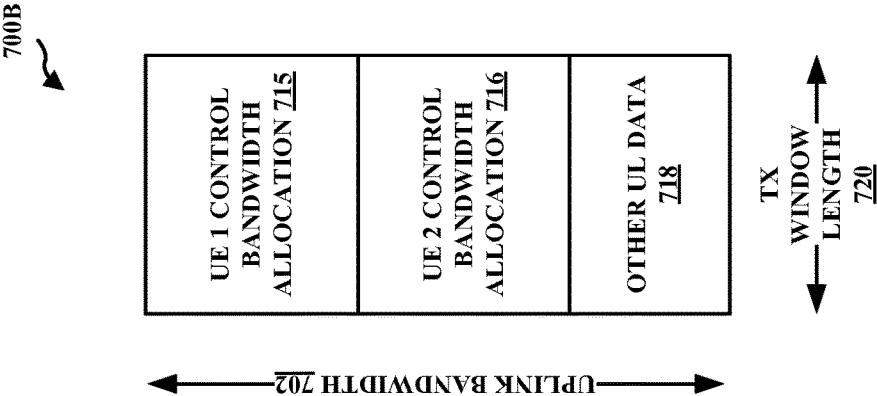 700B
UPLINK BANDWIDTH 702
UE 1 CONTROL
BANDWIDTH
ALLOCATION 715
UE 2 CONTROL
BANDWIDTH
ALLOCATION 716
OTHER UL DATA
718
TX
WINDOW
LENGTH
720